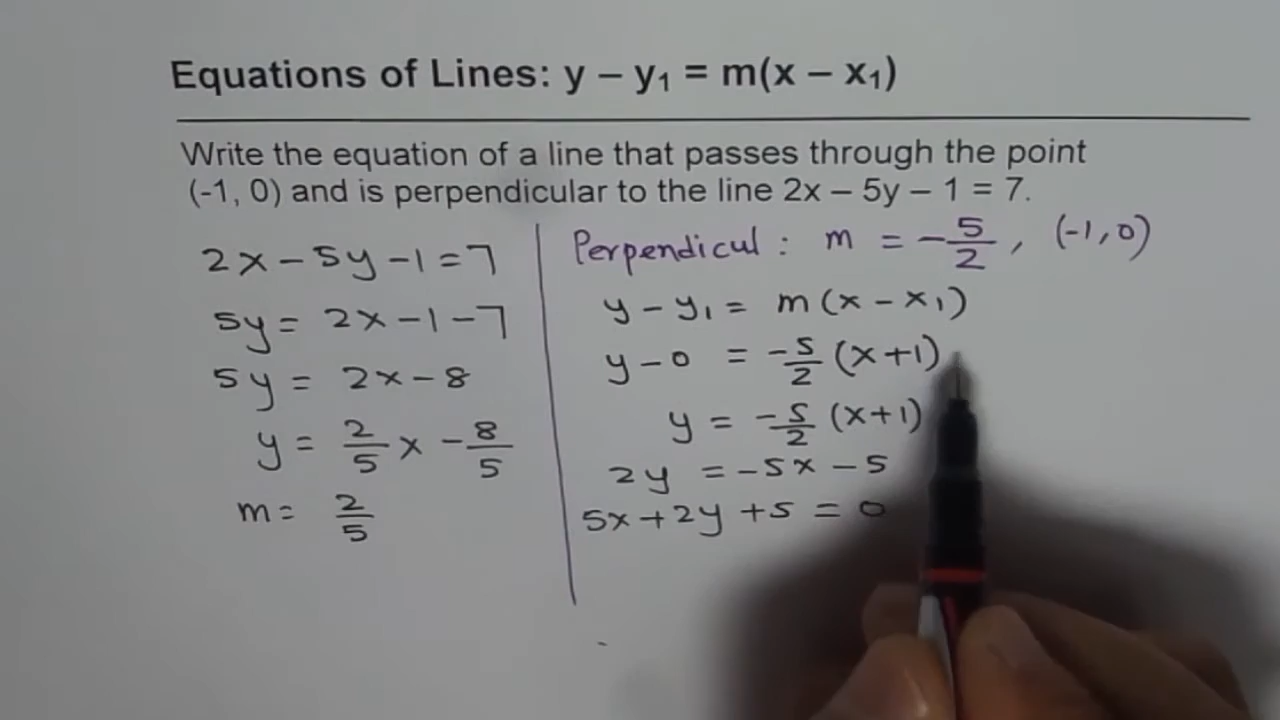 Equations of Lines: y – y₁ = m(x – x₁)
Write the equation of a line that passes through the point
(-1, 0) and is perpendicular to the line 2x – 5y – 1 = 7.
2x - 5y - 1 = 7
5y = 2x - 1 - 7
5y = 2x - 8
y = 2/5 x - 8/5
m = 2/5
Perpendicul : m = - 5/2 , (-1, 0)
y - y₁ = m (x - x₁)
y - 0 = - 5/2 (x+1)
y = - 5/2 (x+1)
2y = -5x - 5
5x + 2y + 5 = 0